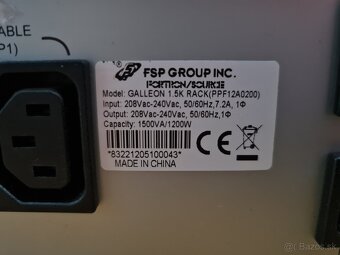 ABLE
P1)
FSP
FSP GROUP INC.
FORTRON/SOURCE
Model: GALLEON 1.5K RACK(PPF12A0200)
Input: 208Vac-240Vac, 50/60Hz,7.2A, 1Φ
Output: 208Vac-240Vac, 50/60Hz,1Φ
Capacity: 1500VA/1200W
*83221205100043*
MADE IN CHINA
CE
bazos.sk